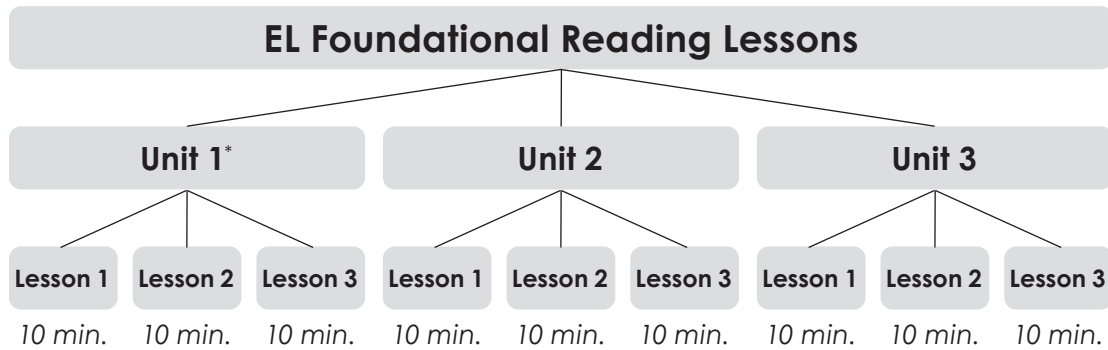 EL Foundational Reading Lessons
Unit 1* Unit 2 Unit 3
Lesson 1 Lesson 2 Lesson 3 Lesson 1 Lesson 2 Lesson 3 Lesson 1 Lesson 2 Lesson 3
10 min. 10 min. 10 min. 10 min. 10 min. 10 min. 10 min. 10 min. 10 min.